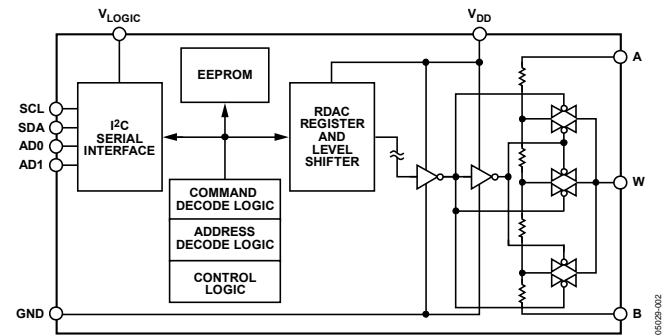 VLOGIC
VDD
A
EEPROM
SCL
SDA
AD0
AD1
I2C
SERIAL
INTERFACE
RDAC
REGISTER
AND
LEVEL
SHIFTER
W
COMMAND
DECODE LOGIC
ADDRESS
DECODE LOGIC
CONTROL
LOGIC
GND
B
05029-002